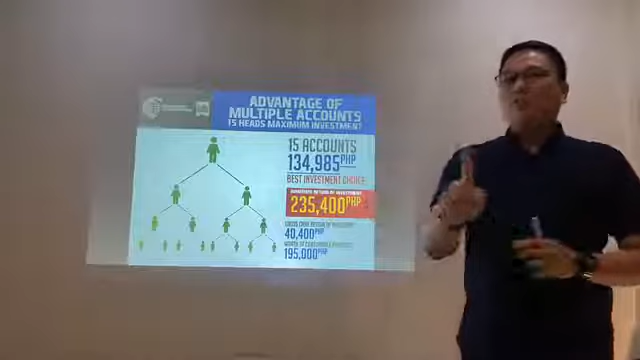 ADVANTAGE OF
MULTIPLE ACCOUNTS
15 HEADS MAXIMUM INVESTMENT
15 ACCOUNTS
134,985PHP
BEST INVESTMENT CHOICE
235,400PHP
40,400PHP
195,000PHP